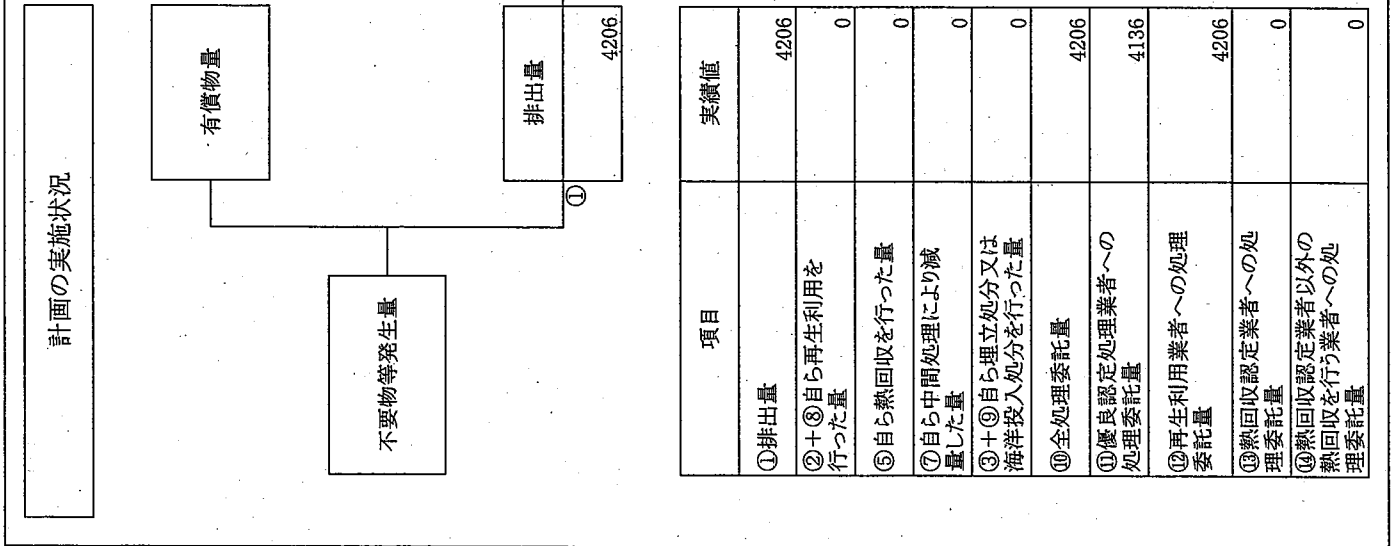 計画の実施状況
有償物量
不要物等発生量
排出量
①
4206
項目
実績値
①排出量
4206
②+⑧自ら再生利用を
行った量
0
⑤自ら熱回収を行った量
0
⑦自ら中間処理により減
量した量
0
③+⑨自ら埋立処分又は
海洋投入処分を行った量
0
⑩全処理委託量
4206
⑪優良認定処理業者への
処理委託量
4136
⑫再生利用業者への処理
委託量
4206
⑬熱回収認定業者への処
理委託量
0
⑭熱回収認定業者以外の
熱回収を行う業者への処
理委託量
0